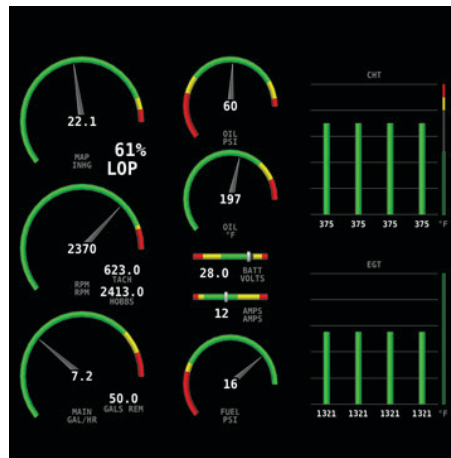 22.1
MAP
INHG
61%
LOP
2370
RPM
RPM
623.0
TACH
2413.0
HOBBS
7.2
MAIN
GAL/HR
50.0
GALS REM
60
OIL
PSI
197
OIL
°F
28.0 BATT
VOLTS
12 AMPS
AMPS
16
FUEL
PSI
CHT
375 375 375 375 °F
EGT
1321 1321 1321 1321 °F